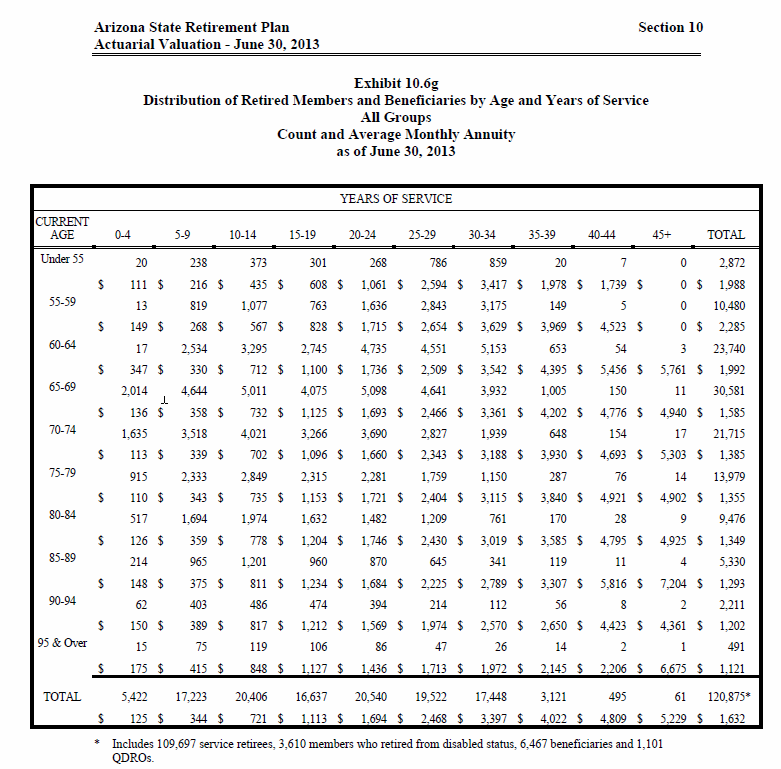 Arizona State Retirement Plan Section 10
Actuarial Valuation - June 30, 2013
Exhibit 10.6g
Distribution of Retired Members and Beneficiaries by Age and Years of Service
All Groups
Count and Average Monthly Annuity
as of June 30, 2013
YEARS OF SERVICE
CURRENT
AGE 0-4 5-9 10-14 15-19 20-24 25-29 30-34 35-39 40-44 45+ TOTAL
Under 55 20 238 373 301 268 786 859 20 7 0 2,872
$ 111 $ 216 $ 435 $ 608 $ 1,061 $ 2,594 $ 3,417 $ 1,978 $ 1,739 $ 0 $ 1,988
55-59 13 819 1,077 763 1,636 2,843 3,175 149 5 0 10,480
$ 149 $ 268 $ 567 $ 828 $ 1,715 $ 2,654 $ 3,629 $ 3,969 $ 4,523 $ 0 $ 2,285
60-64 17 2,534 3,295 2,745 4,735 4,551 5,153 653 54 3 23,740
$ 347 $ 330 $ 712 $ 1,100 $ 1,736 $ 2,509 $ 3,542 $ 4,395 $ 5,456 $ 5,761 $ 1,992
65-69 2,014 4,644 5,011 4,075 5,098 4,641 3,932 1,005 150 11 30,581
$ 136 $ 358 $ 732 $ 1,125 $ 1,693 $ 2,466 $ 3,361 $ 4,202 $ 4,776 $ 4,940 $ 1,585
70-74 1,635 3,518 4,021 3,266 3,690 2,827 1,939 648 154 17 21,715
$ 113 $ 339 $ 702 $ 1,096 $ 1,660 $ 2,343 $ 3,188 $ 3,930 $ 4,693 $ 5,303 $ 1,385
75-79 915 2,333 2,849 2,315 2,281 1,759 1,150 287 76 14 13,979
$ 110 $ 343 $ 735 $ 1,153 $ 1,721 $ 2,404 $ 3,115 $ 3,840 $ 4,921 $ 4,902 $ 1,355
80-84 517 1,694 1,974 1,632 1,482 1,209 761 170 28 9 9,476
$ 126 $ 359 $ 778 $ 1,204 $ 1,746 $ 2,430 $ 3,019 $ 3,585 $ 4,795 $ 4,925 $ 1,349
85-89 214 965 1,201 960 870 645 341 119 11 4 5,330
$ 148 $ 375 $ 811 $ 1,234 $ 1,684 $ 2,225 $ 2,789 $ 3,307 $ 5,816 $ 7,204 $ 1,293
90-94 62 403 486 474 394 214 112 56 8 2 2,211
$ 150 $ 389 $ 817 $ 1,212 $ 1,569 $ 1,974 $ 2,570 $ 2,650 $ 4,423 $ 4,361 $ 1,202
95 & Over 15 75 119 106 86 47 26 14 2 1 491
$ 175 $ 415 $ 848 $ 1,127 $ 1,436 $ 1,713 $ 1,972 $ 2,145 $ 2,206 $ 6,675 $ 1,121
TOTAL 5,422 17,223 20,406 16,637 20,540 19,522 17,448 3,121 495 61 120,875*
$ 125 $ 344 $ 721 $ 1,113 $ 1,694 $ 2,468 $ 3,397 $ 4,022 $ 4,809 $ 5,229 $ 1,632
* Includes 109,697 service retirees, 3,610 members who retired from disabled status, 6,467 beneficiaries and 1,101
QDROs.